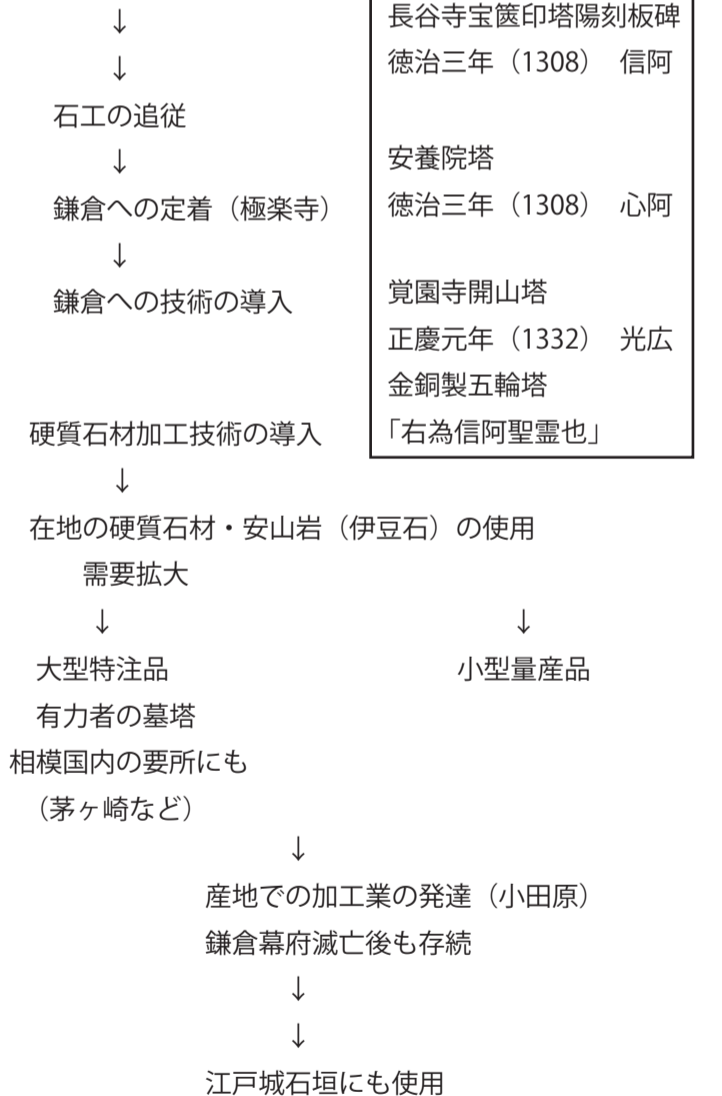 ↓
↓
石工の追従
↓
鎌倉への定着（極楽寺）
↓
鎌倉への技術の導入
長谷寺宝篋印塔陽刻板碑
徳治三年（1308）　信阿
安養院塔
徳治三年（1308）　心阿
覚園寺開山塔
正慶元年（1332）　光広
金銅製五輪塔
「右為信阿聖霊也」
硬質石材加工技術の導入
↓
在地の硬質石材・安山岩（伊豆石）の使用
需要拡大
↓　↓
大型特注品　小型量産品
有力者の墓塔
相模国内の要所にも
（茅ヶ崎など）
↓
産地での加工業の発達（小田原）
鎌倉幕府滅亡後も存続
↓
↓
江戸城石垣にも使用